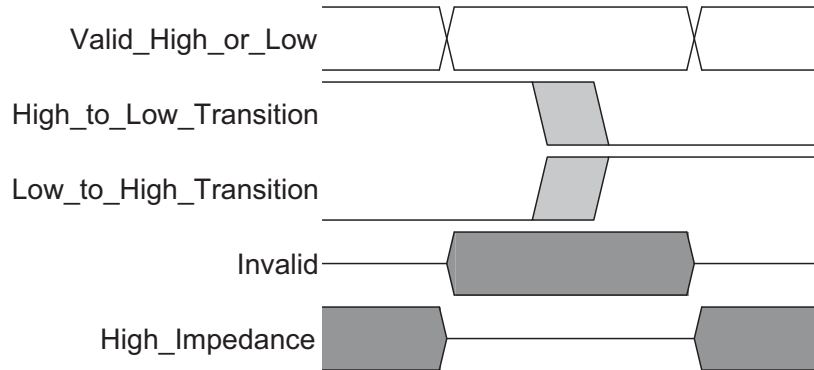 Valid_High_or_Low
High_to_Low_Transition
Low_to_High_Transition
Invalid
High_Impedance